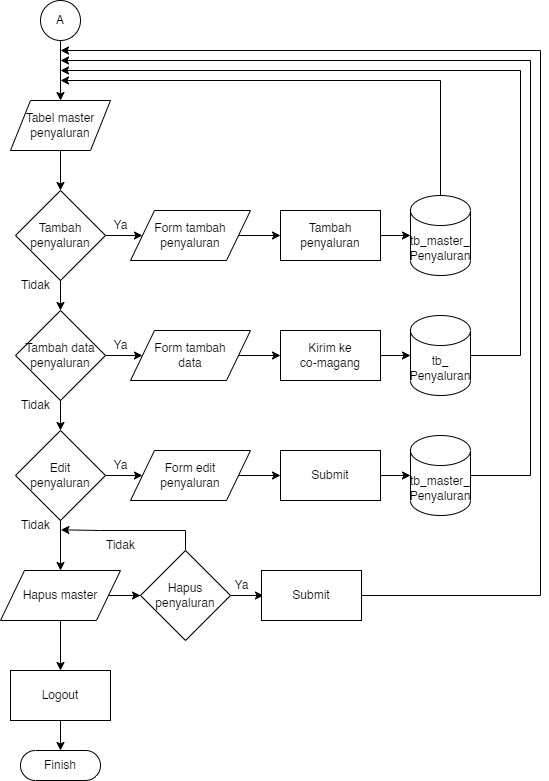 A
Tabel master
penyaluran
Tambah
penyaluran
Ya
Form tambah
penyaluran
Tambah
penyaluran
tb_master_
Penyaluran
Tidak
Tambah data
penyaluran
Ya
Form tambah
data
Kirim ke
co-magang
tb_
Penyaluran
Tidak
Edit
penyaluran
Ya
Form edit
penyaluran
Submit
tb_master_
Penyaluran
Tidak
Tidak
Hapus master
Hapus
penyaluran
Ya
Submit
Logout
Finish